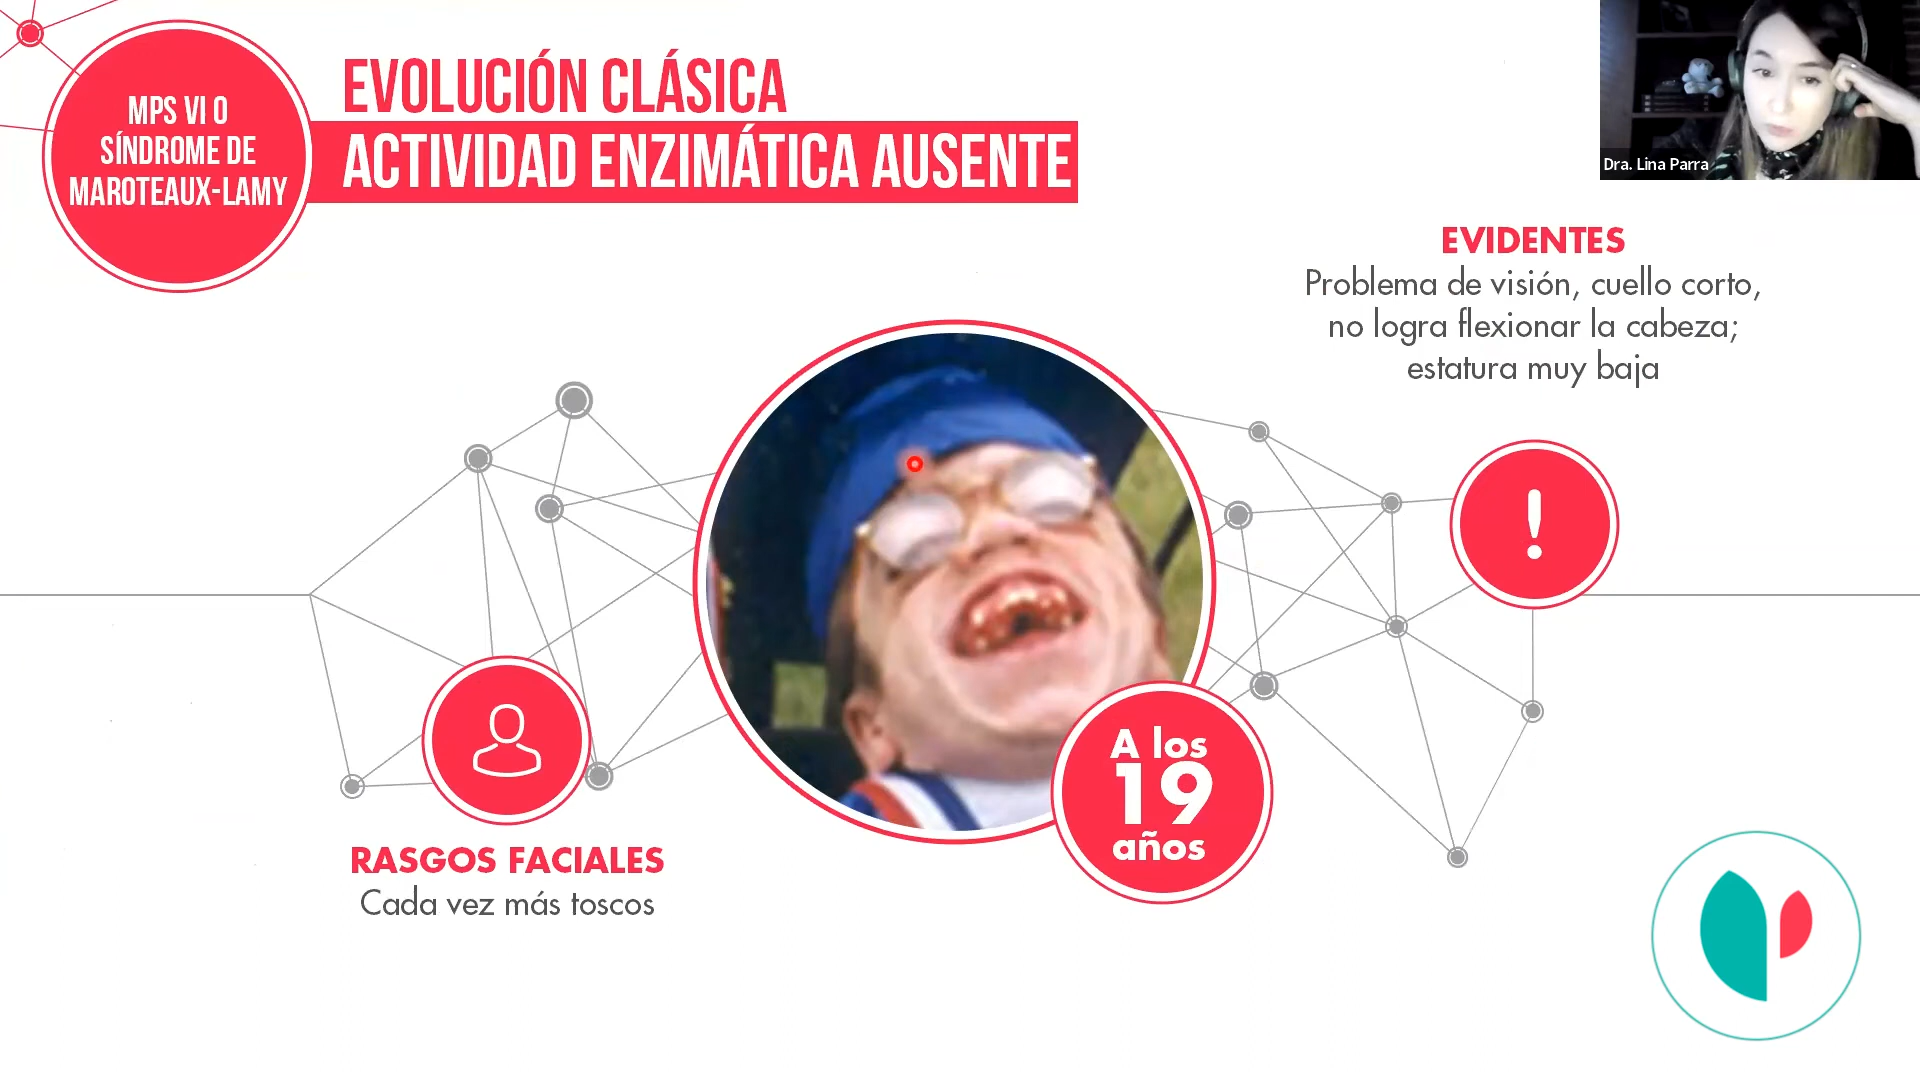 MPS VI O
SÍNDROME DE
MAROTEAUX-LAMY
EVOLUCIÓN CLÁSICA
ACTIVIDAD ENZIMÁTICA AUSENTE
Dra. Lina Parra
EVIDENTES
Problema de visión, cuello corto,
no logra flexionar la cabeza;
estatura muy baja
!
A los
19
años
RASGOS FACIALES
Cada vez más toscos